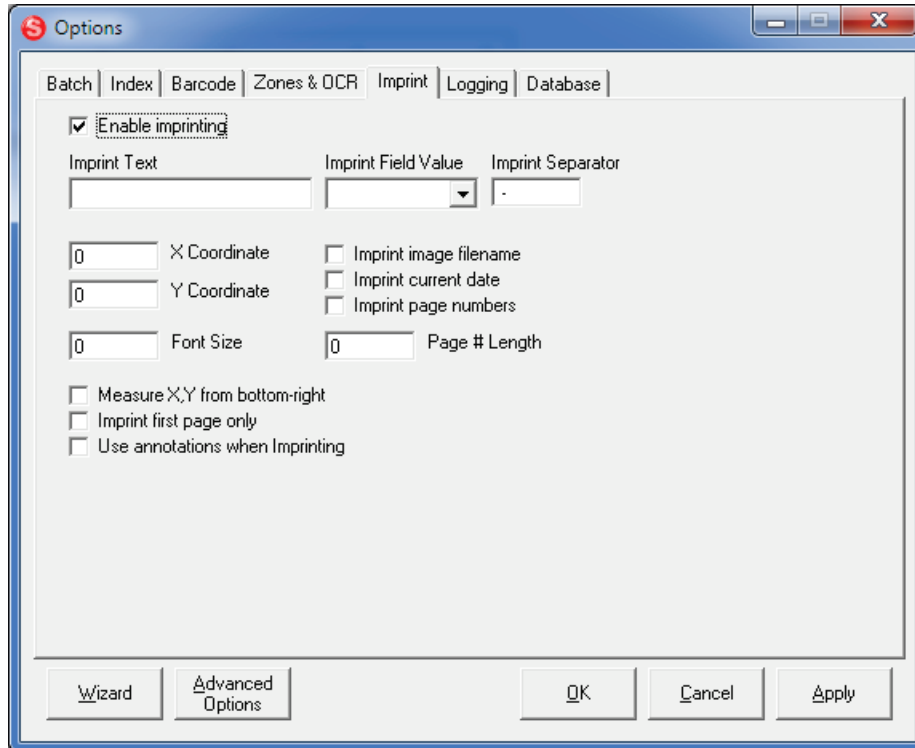 S Options
Batch Index Barcode Zones & OCR Imprint Logging Database
Enable imprinting
Imprint Text Imprint Field Value Imprint Separator
-
0 X Coordinate Imprint image filename
Imprint current date
0 Y Coordinate
Imprint page numbers
0 Font Size 0 Page # Length
Measure X,Y from bottom-right
Imprint first page only
Use annotations when Imprinting
Wizard Advanced Options OK Cancel Apply